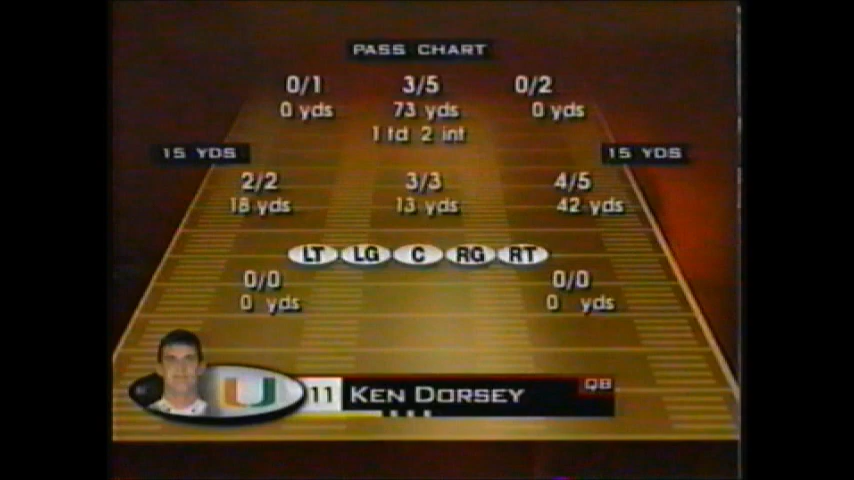 PASS CHART
0/1 3/5 0/2
0 yds 73 yds 0 yds
1 td 2 int
15 YDS 15 YDS
2/2 3/3 4/5
18 yds 13 yds 42 yds
LT LG C RG RT
0/0 0/0
0 yds 0 yds
U 11 KEN DORSEY QB